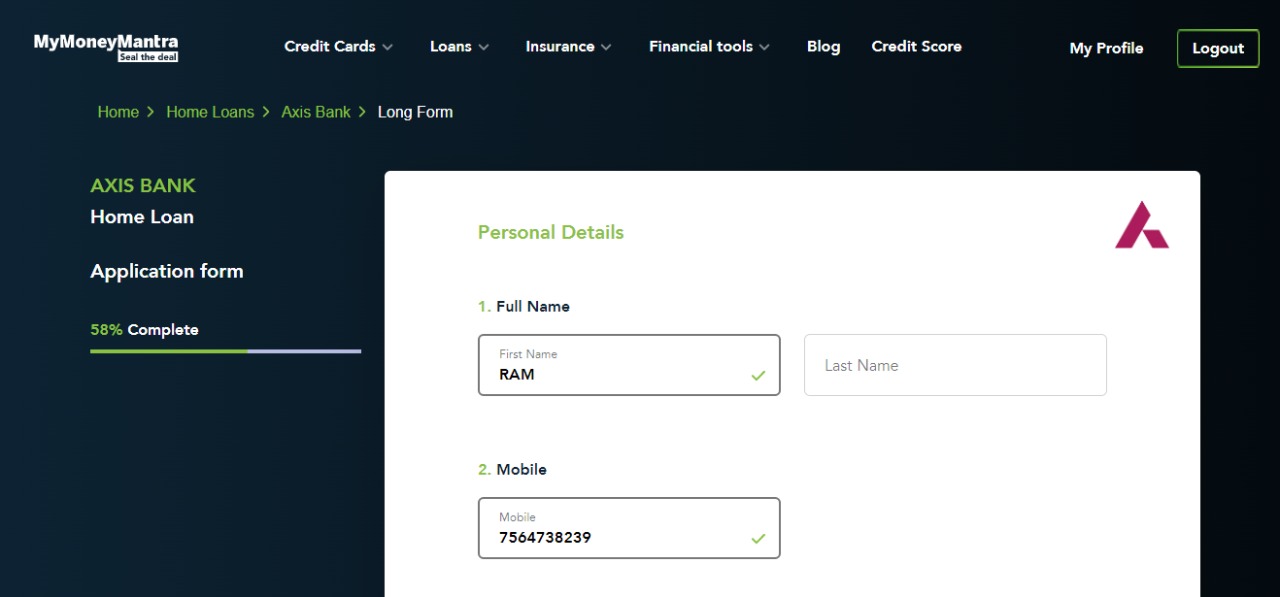 MyMoneyMantra
Seal the deal
Credit Cards Loans Insurance Financial tools Blog Credit Score My Profile Logout
Home > Home Loans > Axis Bank > Long Form
AXIS BANK
Home Loan
Application form
58% Complete
Personal Details
1. Full Name
First Name
RAM
Last Name
2. Mobile
Mobile
7564738239